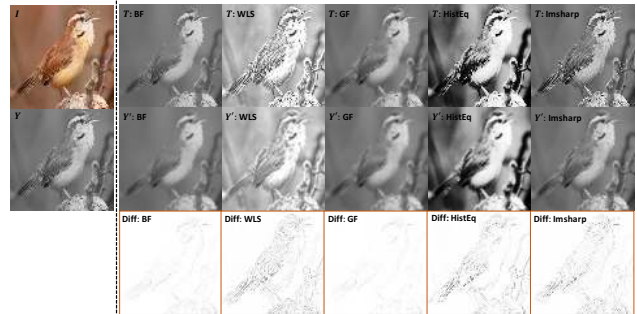 I T: BF T: WLS T: GF T: HistEq T: Imsharp
Y Y': BF Y': WLS Y': GF Y': HistEq Y': Imsharp
Diff: BF Diff: WLS Diff: GF Diff: HistEq Diff: Imsharp